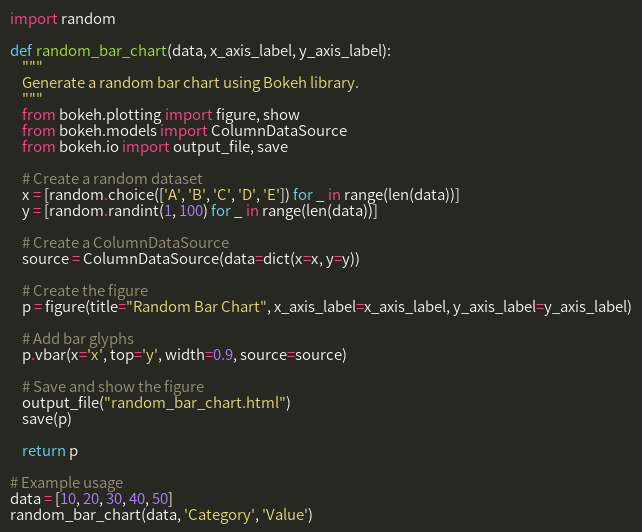 import random
def random_bar_chart(data, x_axis_label, y_axis_label):
"""
Generate a random bar chart using Bokeh library.
"""
from bokeh.plotting import figure, show
from bokeh.models import ColumnDataSource
from bokeh.io import output_file, save
# Create a random dataset
x = [random.choice(['A', 'B', 'C', 'D', 'E']) for _ in range(len(data))]
y = [random.randint(1, 100) for _ in range(len(data))]
# Create a ColumnDataSource
source = ColumnDataSource(data=dict(x=x, y=y))
# Create the figure
p = figure(title="Random Bar Chart", x_axis_label=x_axis_label, y_axis_label=y_axis_label)
# Add bar glyphs
p.vbar(x='x', top='y', width=0.9, source=source)
# Save and show the figure
output_file("random_bar_chart.html")
save(p)
return p
# Example usage
data = [10, 20, 30, 40, 50]
random_bar_chart(data, 'Category', 'Value')